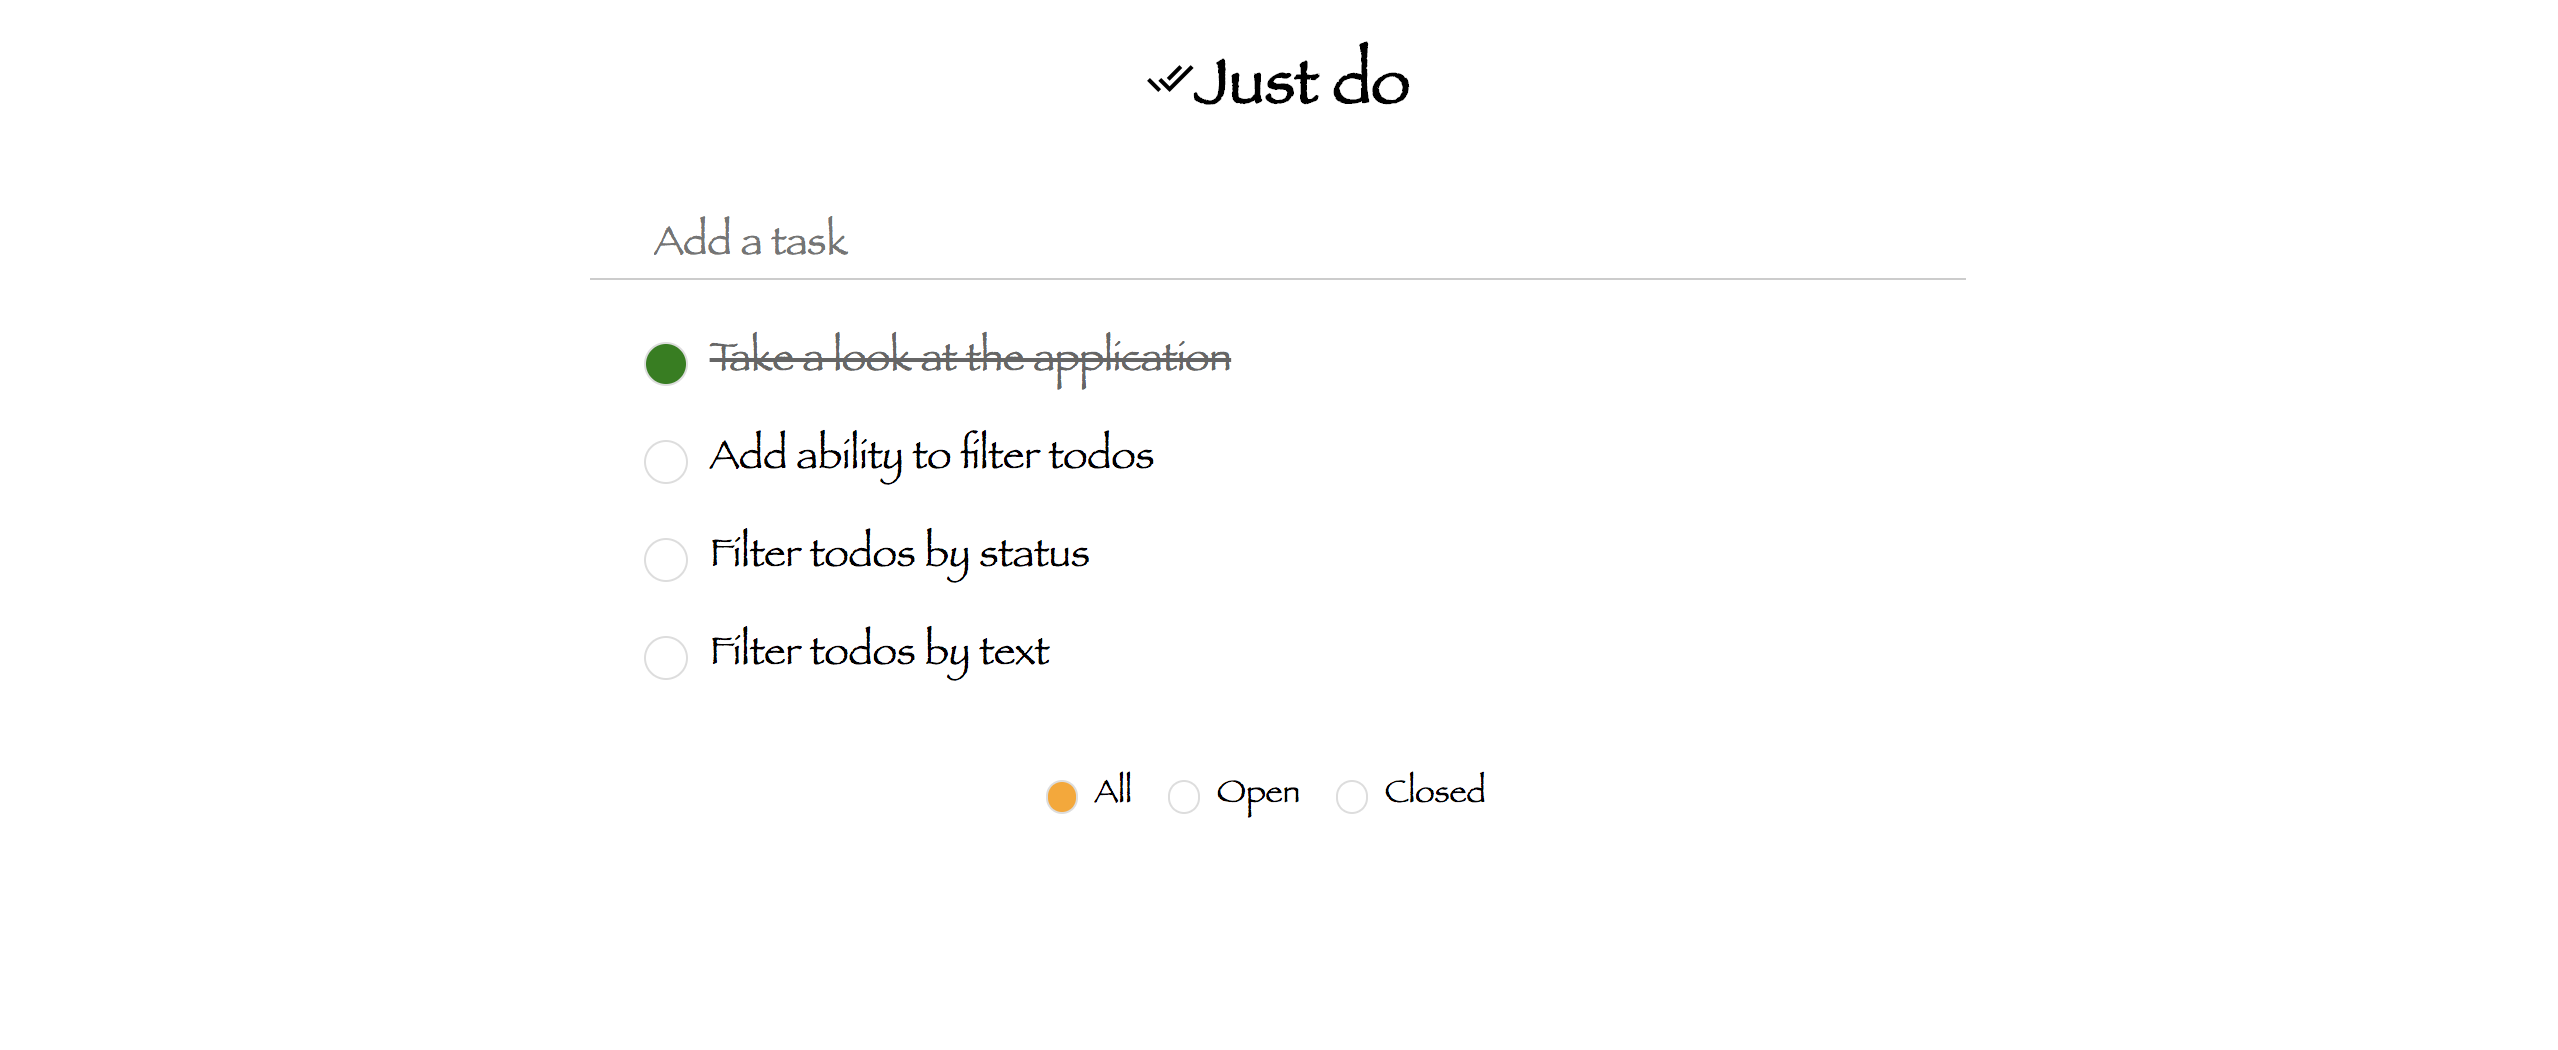 Just do
Add a task
Take a look at the application
Add ability to filter todos
Filter todos by status
Filter todos by text
All Open Closed